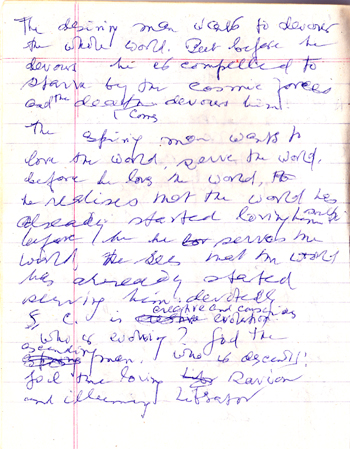 The desiring man wants to devour
the whole world. But before he
devours he is compelled to
starve by the cosmic forces
and the death devours him.
comes
The aspiring man wants to
love the world, serve the world.
before he loves the world,
he realises that the world has
already started loving him
before he serves the
world he sees that the world
has already started
serving him devotedly
is creative and conscious evolution
Who is evolving? God the
ascending man. Who is descending?
God the loving Savior
and illumining Liberator